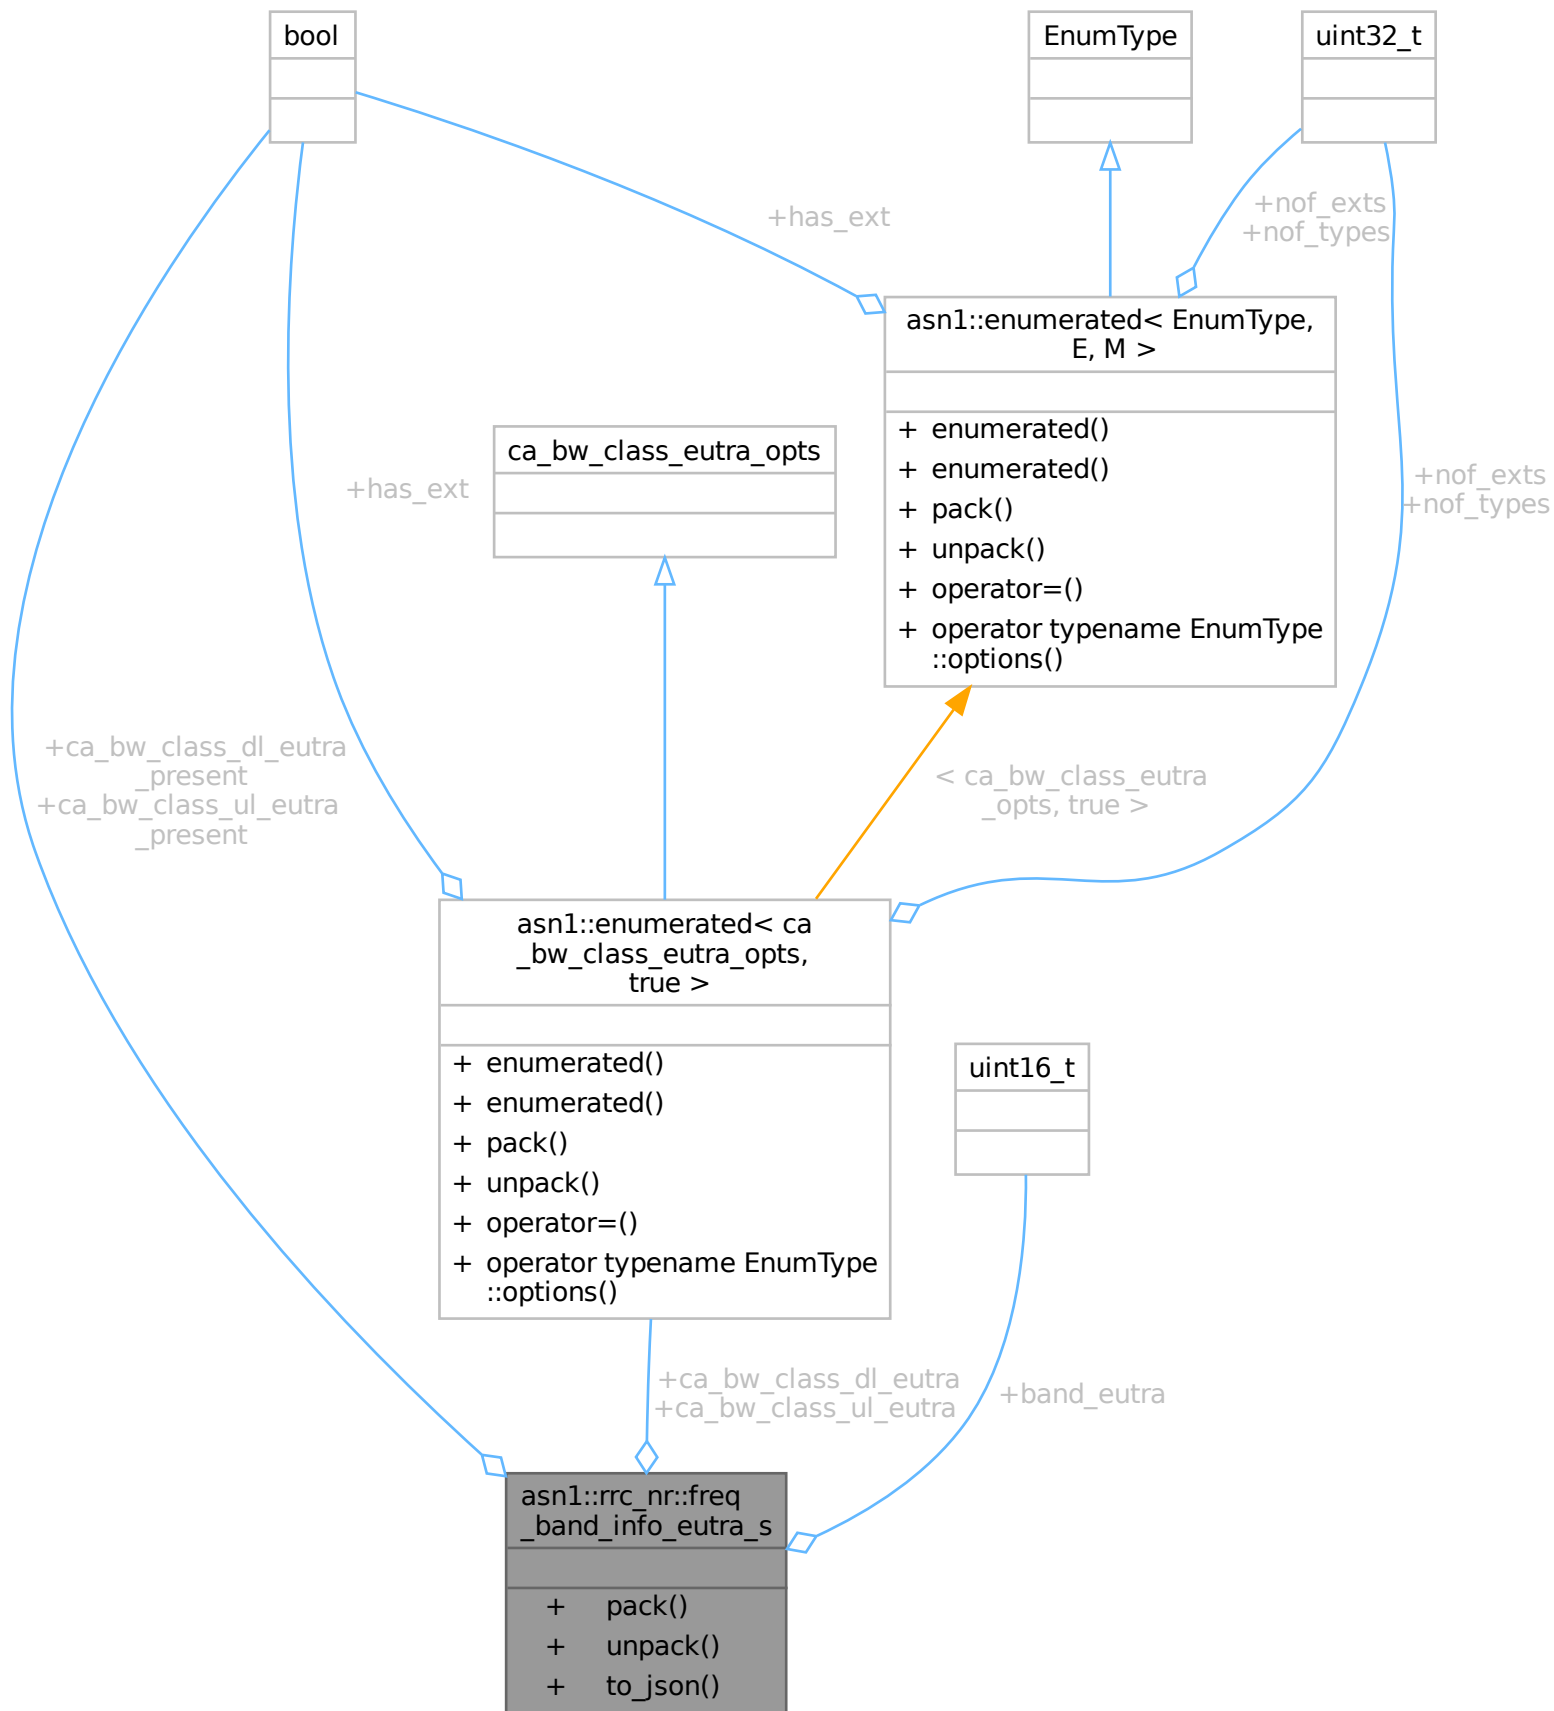 bool
EnumType
uint32_t
+has_ext
+nof_exts
+nof_types
asn1::enumerated< EnumType,
E, M >
+ enumerated()
+ enumerated()
+ pack()
+ unpack()
+ operator=()
+ operator typename EnumType
::options()
ca_bw_class_eutra_opts
+has_ext
+nof_exts
+nof_types
+ca_bw_class_dl_eutra
_present
+ca_bw_class_ul_eutra
_present
< ca_bw_class_eutra
_opts, true >
asn1::enumerated< ca
_bw_class_eutra_opts,
true >
+ enumerated()
+ enumerated()
+ pack()
+ unpack()
+ operator=()
+ operator typename EnumType
::options()
uint16_t
+ca_bw_class_dl_eutra
+ca_bw_class_ul_eutra
+band_eutra
asn1::rrc_nr::freq
_band_info_eutra_s
+ pack()
+ unpack()
+ to_json()